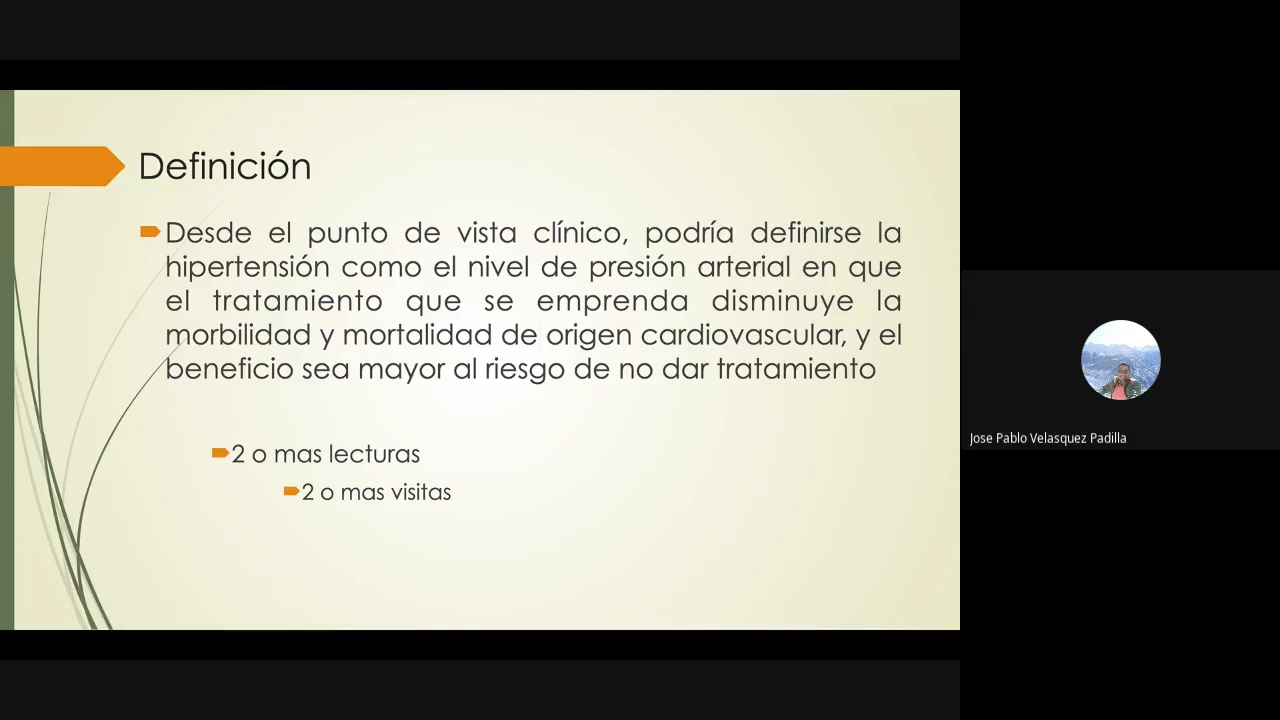 Definición
Desde el punto de vista clínico, podría definirse la
hipertensión como el nivel de presión arterial en que
el tratamiento que se emprenda disminuye la
morbilidad y mortalidad de origen cardiovascular, y el
beneficio sea mayor al riesgo de no dar tratamiento
2 o mas lecturas
2 o mas visitas
Jose Pablo Velasquez Padilla